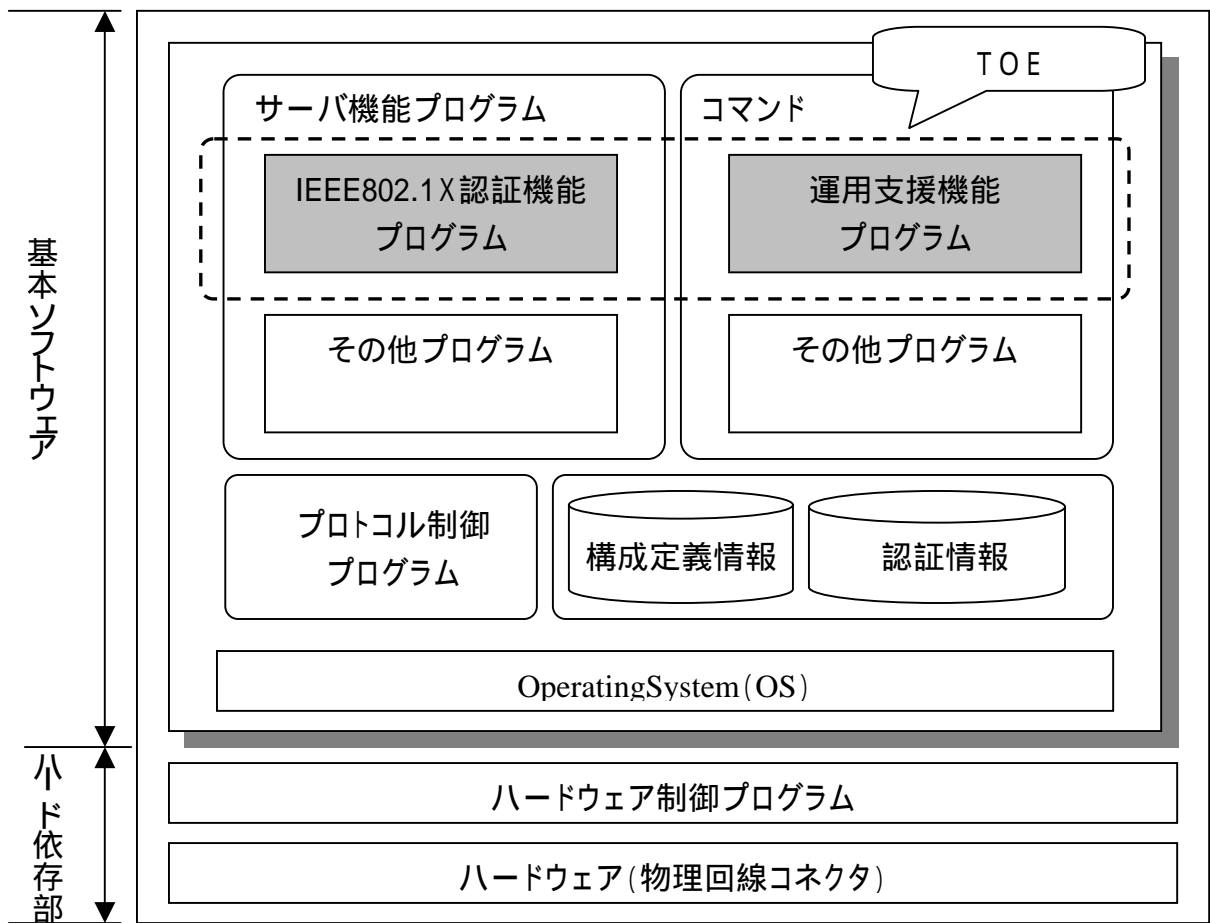 TOE
サーバ機能プログラム
コマンド
IEEE802.1X認証機能
プログラム
運用支援機能
プログラム
その他プログラム
その他プログラム
基本ソフトウェア
プロトコル制御
プログラム
構成定義情報
認証情報
OperatingSystem(OS)
ハード依存部
ハードウェア制御プログラム
ハードウェア(物理回線コネクタ)